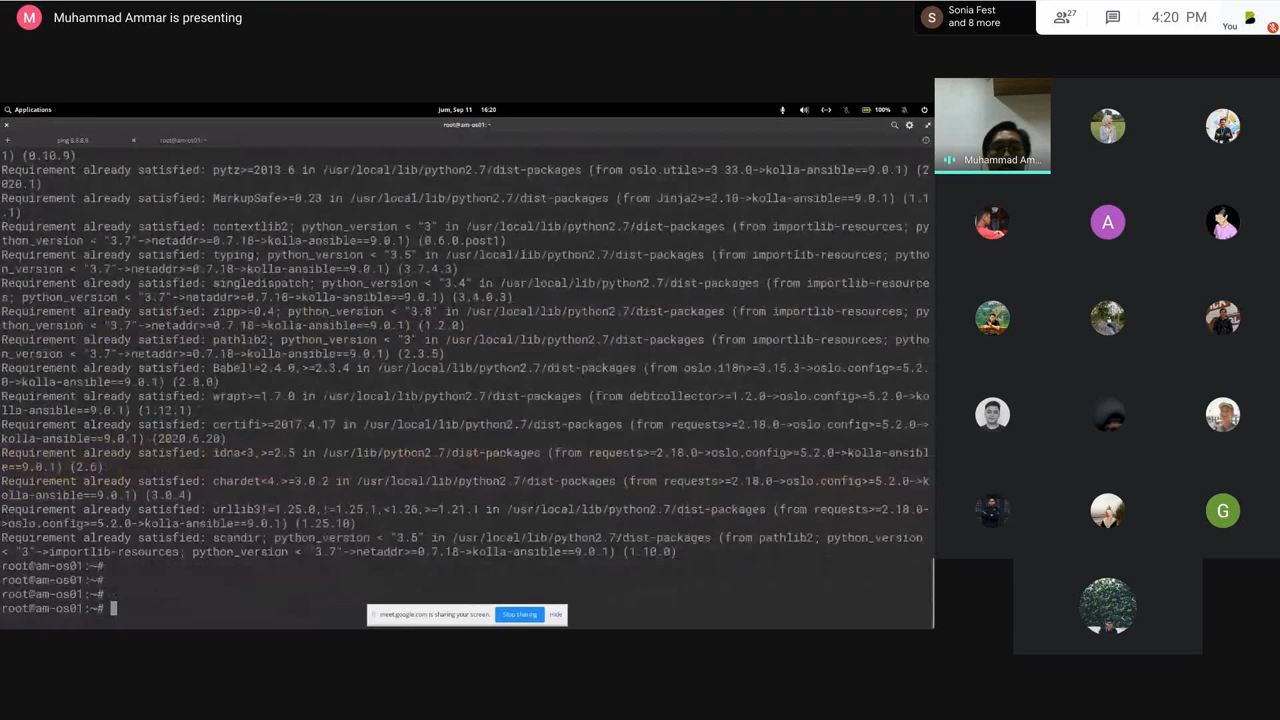 M
Muhammad Ammar is presenting
S
Sonia Fest
and 8 more
27
4:20 PM
You
Applications
Jum, Sep 11 16:20
100%
root@am-os01: ~
ping 8.8.8.8
root@am-os01: ~
1) (0.10.9)
Requirement already satisfied: pytz>=2013.6 in /usr/local/lib/python2.7/dist-packages (from oslo.utils>=3.33.0->kolla-ansible==9.0.1) (2
020.1)
Requirement already satisfied: MarkupSafe>=0.23 in /usr/local/lib/python2.7/dist-packages (from Jinja2>=2.10->kolla-ansible==9.0.1) (1.1
.1)
Requirement already satisfied: contextlib2; python_version < "3" in /usr/local/lib/python2.7/dist-packages (from importlib-resources; py
thon_version < "3.7"->netaddr>=0.7.18->kolla-ansible==9.0.1) (0.6.0.post1)
Requirement already satisfied: typing; python_version < "3.5" in /usr/local/lib/python2.7/dist-packages (from importlib-resources; pytho
n_version < "3.7"->netaddr>=0.7.18->kolla-ansible==9.0.1) (3.7.4.3)
Requirement already satisfied: singledispatch; python_version < "3.4" in /usr/local/lib/python2.7/dist-packages (from importlib-resource
s; python_version < "3.7"->netaddr>=0.7.18->kolla-ansible==9.0.1) (3.4.0.3)
Requirement already satisfied: zipp>=0.4; python_version < "3.8" in /usr/local/lib/python2.7/dist-packages (from importlib-resources; py
thon_version < "3.7"->netaddr>=0.7.18->kolla-ansible==9.0.1) (1.2.0)
Requirement already satisfied: pathlib2; python_version < "3" in /usr/local/lib/python2.7/dist-packages (from importlib-resources; pytho
n_version < "3.7"->netaddr>=0.7.18->kolla-ansible==9.0.1) (2.3.5)
Requirement already satisfied: Babel!=2.4.0,>=2.3.4 in /usr/local/lib/python2.7/dist-packages (from oslo.i18n>=3.15.3->oslo.config>=5.2.
0->kolla-ansible==9.0.1) (2.8.0)
Requirement already satisfied: wrapt>=1.7.0 in /usr/local/lib/python2.7/dist-packages (from debtcollector>=1.2.0->oslo.config>=5.2.0->ko
lla-ansible==9.0.1) (1.12.1)
Requirement already satisfied: certifi>=2017.4.17 in /usr/local/lib/python2.7/dist-packages (from requests>=2.18.0->oslo.config>=5.2.0->
kolla-ansible==9.0.1) (2020.6.20)
Requirement already satisfied: idna<3,>=2.5 in /usr/lib/python2.7/dist-packages (from requests>=2.18.0->oslo.config>=5.2.0->kolla-ansibl
e==9.0.1) (2.6)
Requirement already satisfied: chardet<4,>=3.0.2 in /usr/local/lib/python2.7/dist-packages (from requests>=2.18.0->oslo.config>=5.2.0->k
olla-ansible==9.0.1) (3.0.4)
Requirement already satisfied: urllib3!=1.25.0,!=1.25.1,<1.26,>=1.21.1 in /usr/local/lib/python2.7/dist-packages (from requests>=2.18.0-
>oslo.config>=5.2.0->kolla-ansible==9.0.1) (1.25.10)
Requirement already satisfied: scandir; python_version < "3.5" in /usr/local/lib/python2.7/dist-packages (from pathlib2; python_version
< "3"->importlib-resources; python_version < "3.7"->netaddr>=0.7.18->kolla-ansible==9.0.1) (1.10.0)
root@am-os01:~#
root@am-os01:~#
root@am-os01:~#
root@am-os01:~#
meet.google.com is sharing your screen.
Stop sharing
Hide
Muhammad Am...
A
G